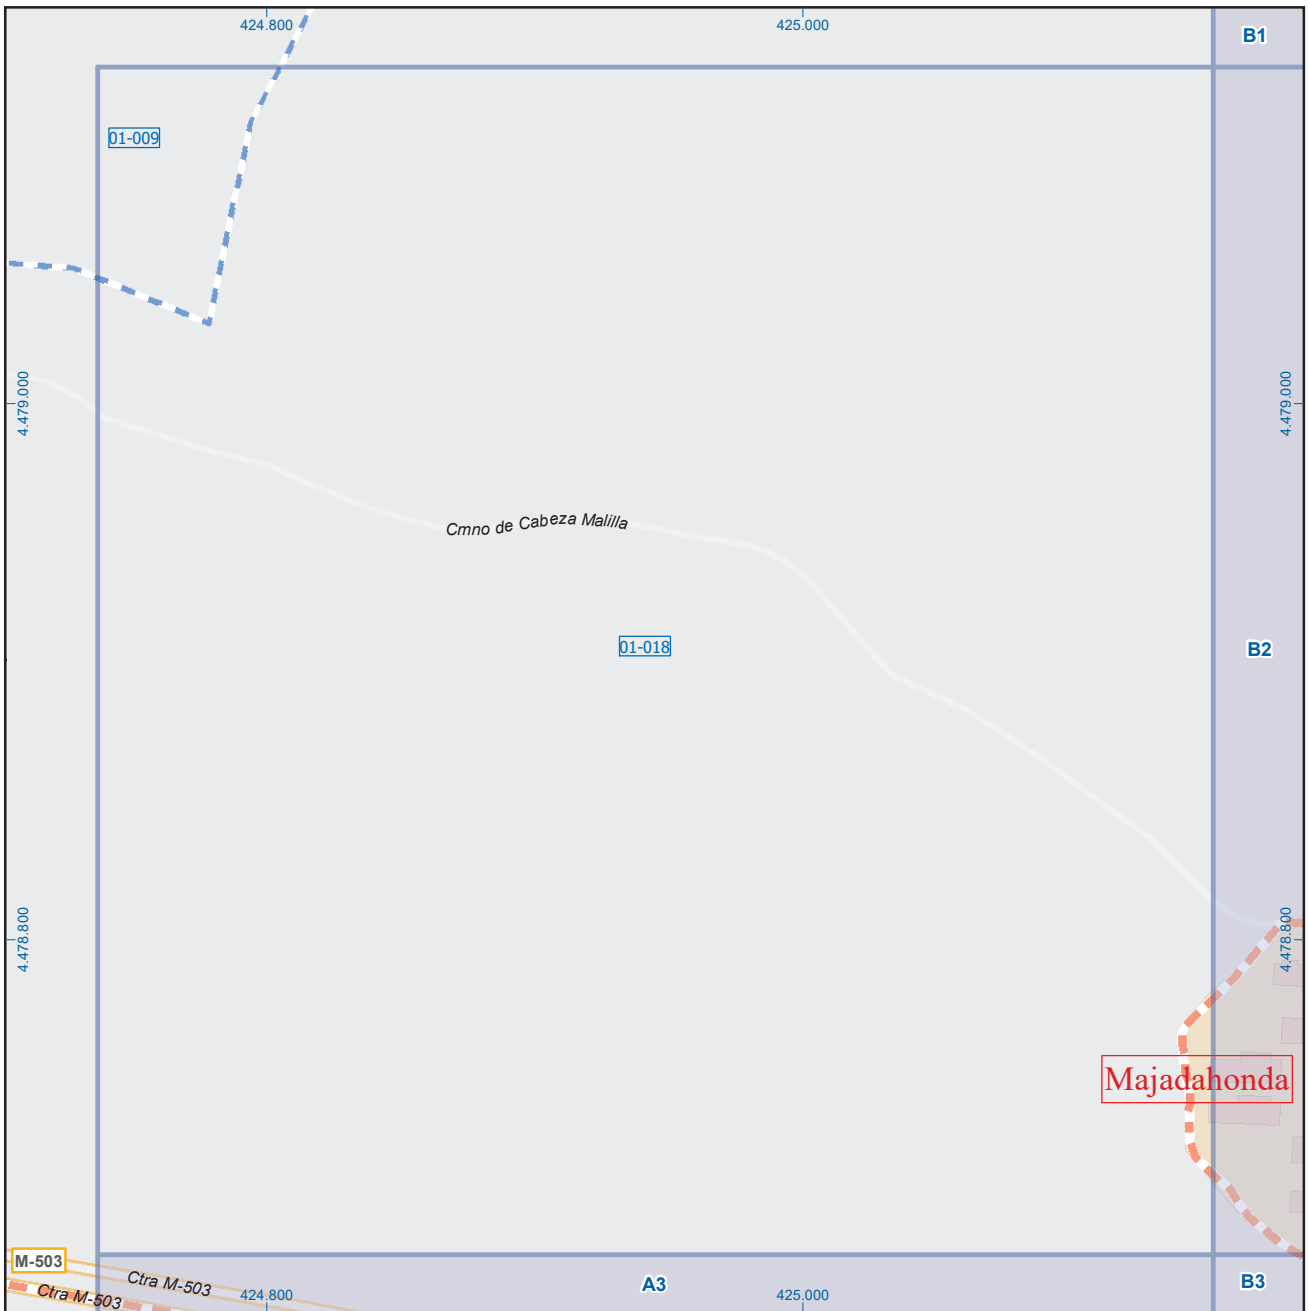 424.800
425.000
B1
01-009
4.479.000
4.479.000
Cmno de Cabeza Malilla
01-018
B2
4.478.800
4.478.800
Majadahonda
M-503
Ctra M-503
Ctra M-503
A3
B3
424.800
425.000